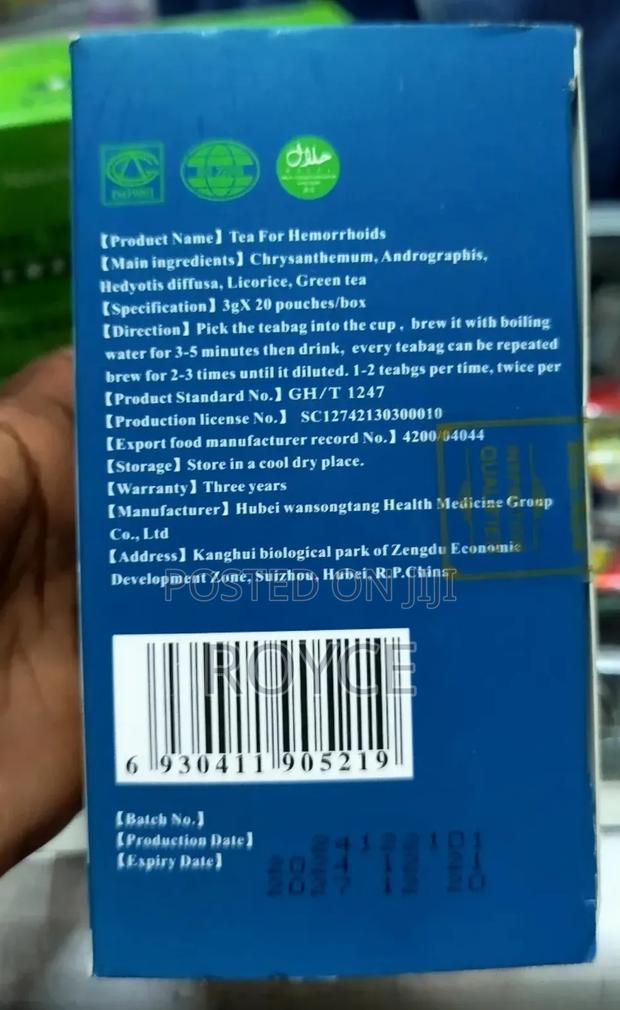 ISO9001
حلال
HALAL
【Product Name】Tea For Hemorrhoids
【Main ingredients】Chrysanthemum, Andrographis,
Hedyotis diffusa, Licorice, Green tea
【Specification】3gX 20 pouches/box
【Direction】Pick the teabag into the cup , brew it with boiling
water for 3-5 minutes then drink, every teabag can be repeated
brew for 2-3 times until it diluted. 1-2 teabgs per time, twice per
【Product Standard No.】GH/T 1247
【Production license No.】 SC12742130300010
【Export food manufacturer record No.】4200/04044
【Storage】Store in a cool dry place.
【Warranty】Three years
【Manufacturer】Hubei wansongtang Health Medicine Group
Co., Ltd
【Address】Kanghui biological park of Zengdu Economic
Development Zone, Suizhou, Hubei, R.P.China
POSTED ON JIJI
ROYCE
6 930411 905219
【Batch No.】
【Production Date】
【Expiry Date】